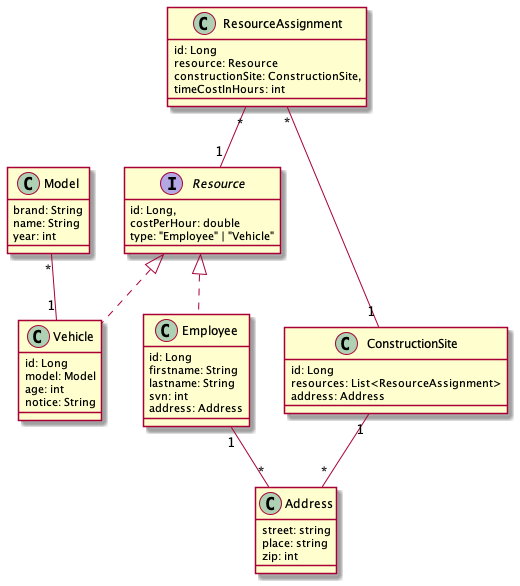 C ResourceAssignment
id: Long
resource: Resource
constructionSite: ConstructionSite,
timeCostInHours: int
*
*
1
C Model
brand: String
name: String
year: int
I Resource
id: Long,
costPerHour: double
type: "Employee" | "Vehicle"
*
1
1
C Vehicle
id: Long
model: Model
age: int
notice: String
C Employee
id: Long
firstname: String
lastname: String
svn: int
address: Address
C ConstructionSite
id: Long
resources: List<ResourceAssignment>
address: Address
1
1
*
*
C Address
street: string
place: string
zip: int